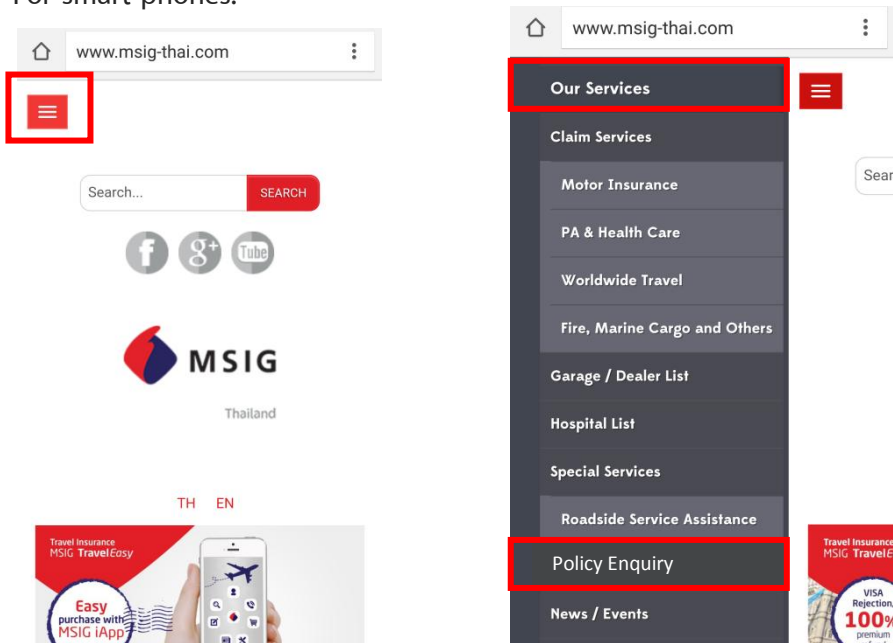 For smart phones:
www.msig-thai.com
Search...
SEARCH
f
g+
Tube
MSIG
Thailand
TH EN
Travel Insurance
MSIG TravelEasy
Easy
purchase with
MSIG iApp
www.msig-thai.com
Our Services
Claim Services
Motor Insurance
PA & Health Care
Worldwide Travel
Fire, Marine Cargo and Others
Garage / Dealer List
Hospital List
Special Services
Roadside Service Assistance
Policy Enquiry
News / Events
Sear
Travel Insurance
MSIG TravelE
VISA
Rejection,
100%
premium